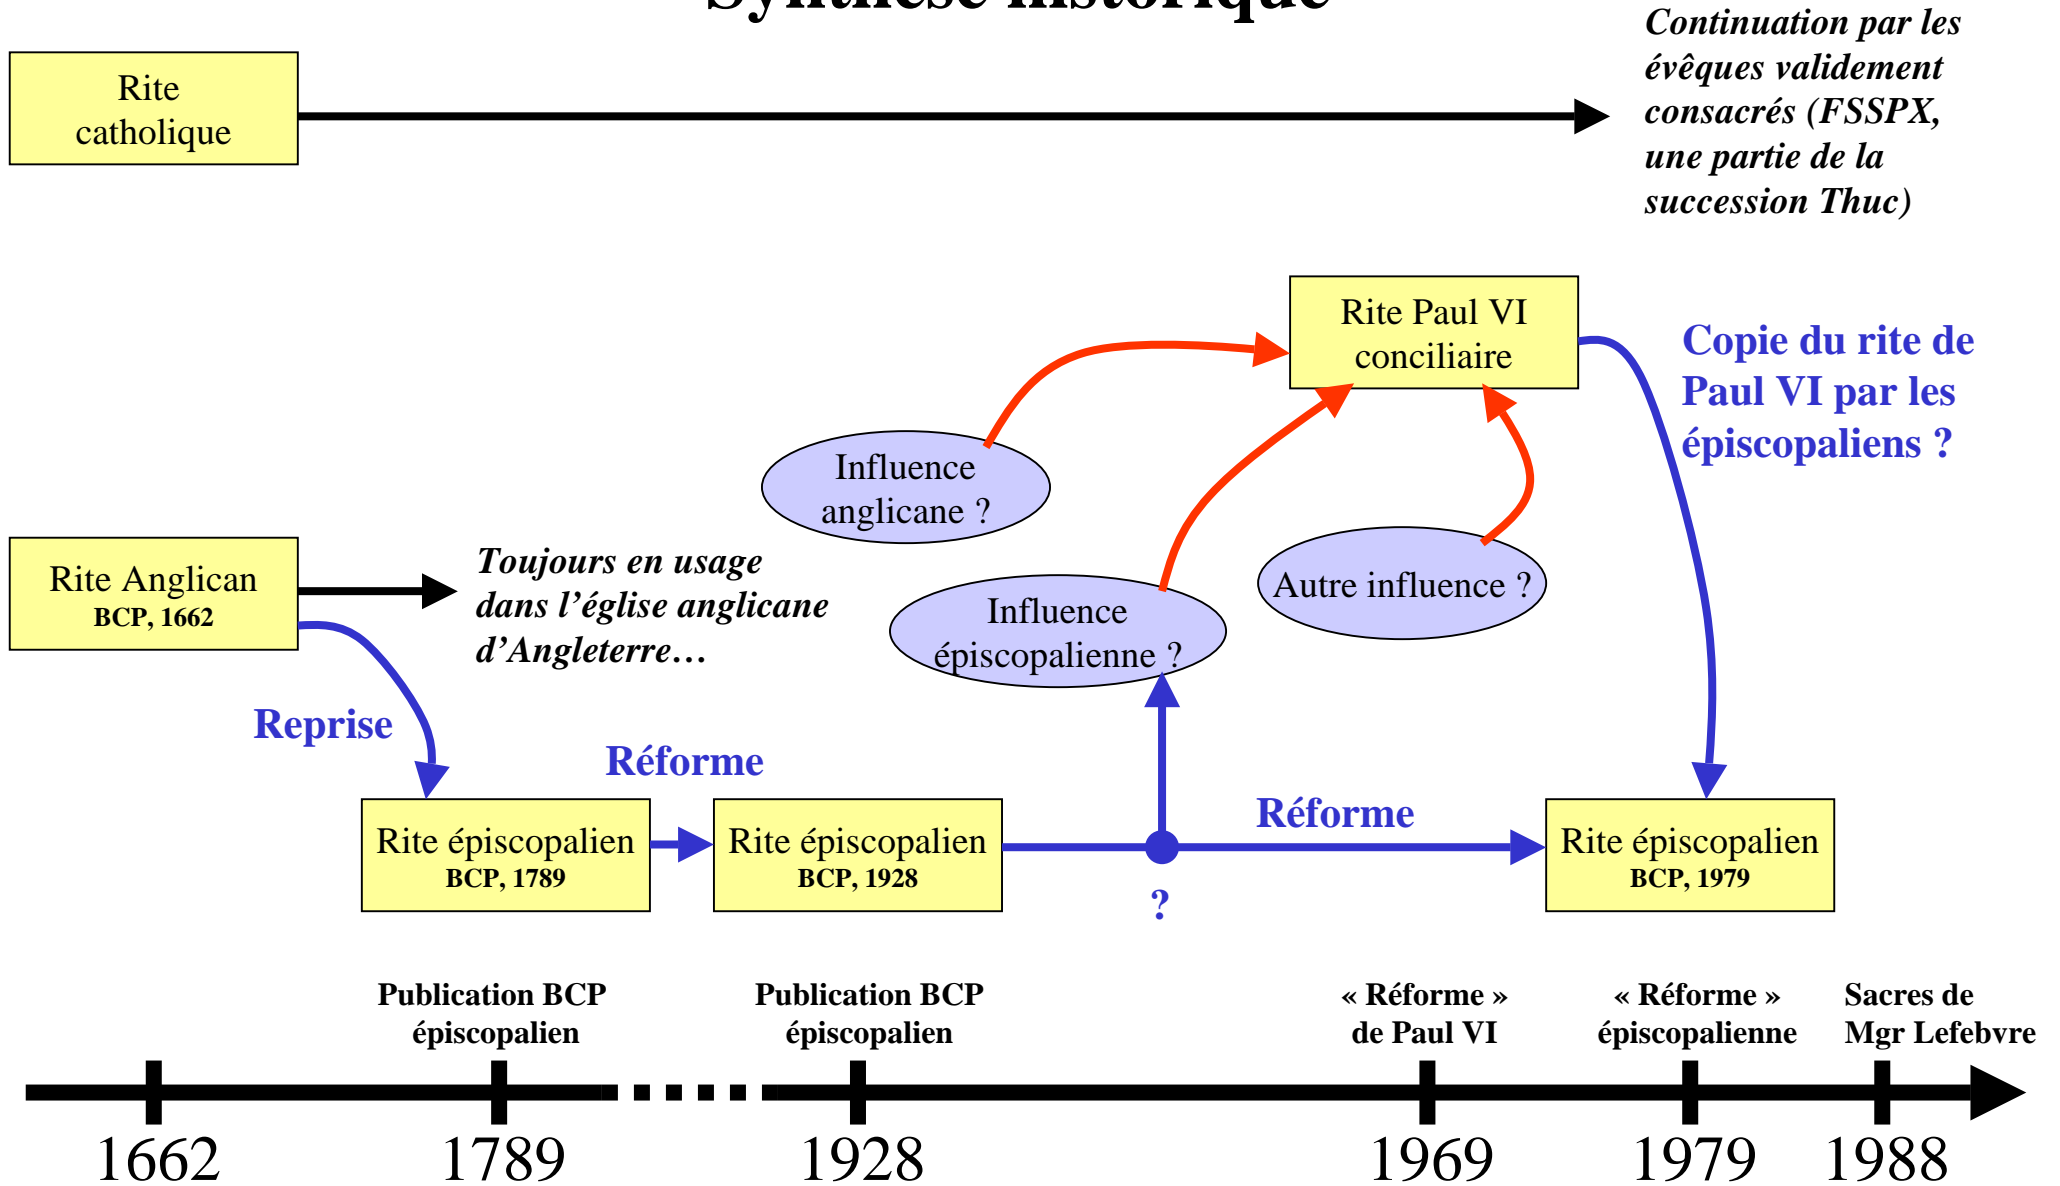 Synthèse historique
Continuation par les
évêques validement
consacrés (FSSPX,
une partie de la
succession Thuc)
Rite
catholique
Rite Paul VI
conciliaire
Copie du rite de
Paul VI par les
épiscopaliens ?
Influence
anglicane ?
Rite Anglican
BCP, 1662
Toujours en usage
dans l’église anglicane
d’Angleterre…
Influence
épiscopalienne ?
Autre influence ?
Reprise
Réforme
Réforme
Rite épiscopalien
BCP, 1789
Rite épiscopalien
BCP, 1928
?
Rite épiscopalien
BCP, 1979
Publication BCP
épiscopalien
Publication BCP
épiscopalien
« Réforme »
de Paul VI
« Réforme »
épiscopalienne
Sacres de
Mgr Lefebvre
1662
1789
1928
1969
1979
1988